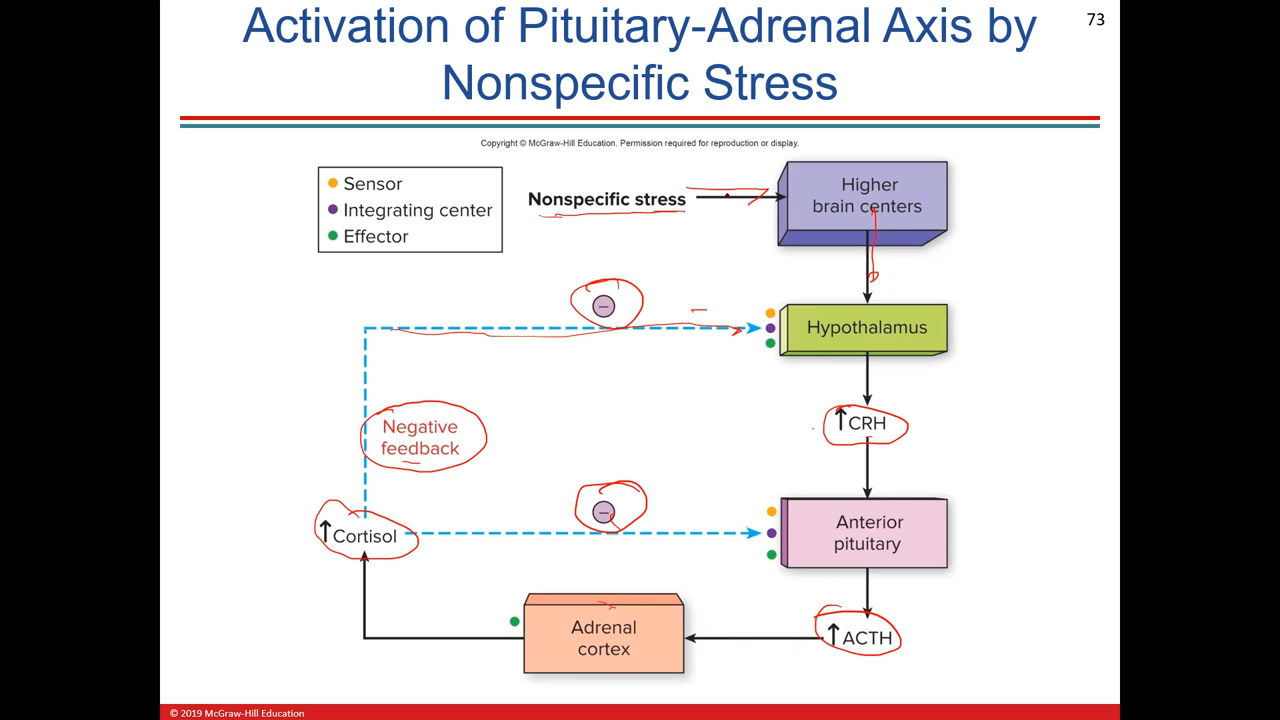 Activation of Pituitary-Adrenal Axis by
Nonspecific Stress
73
Copyright © McGraw-Hill Education. Permission required for reproduction or display.
Sensor
Integrating center
Effector
Nonspecific stress
Higher
brain centers
Hypothalamus
↑CRH
Negative
feedback
Anterior
pituitary
↑Cortisol
Adrenal
cortex
↑ACTH
© 2019 McGraw-Hill Education